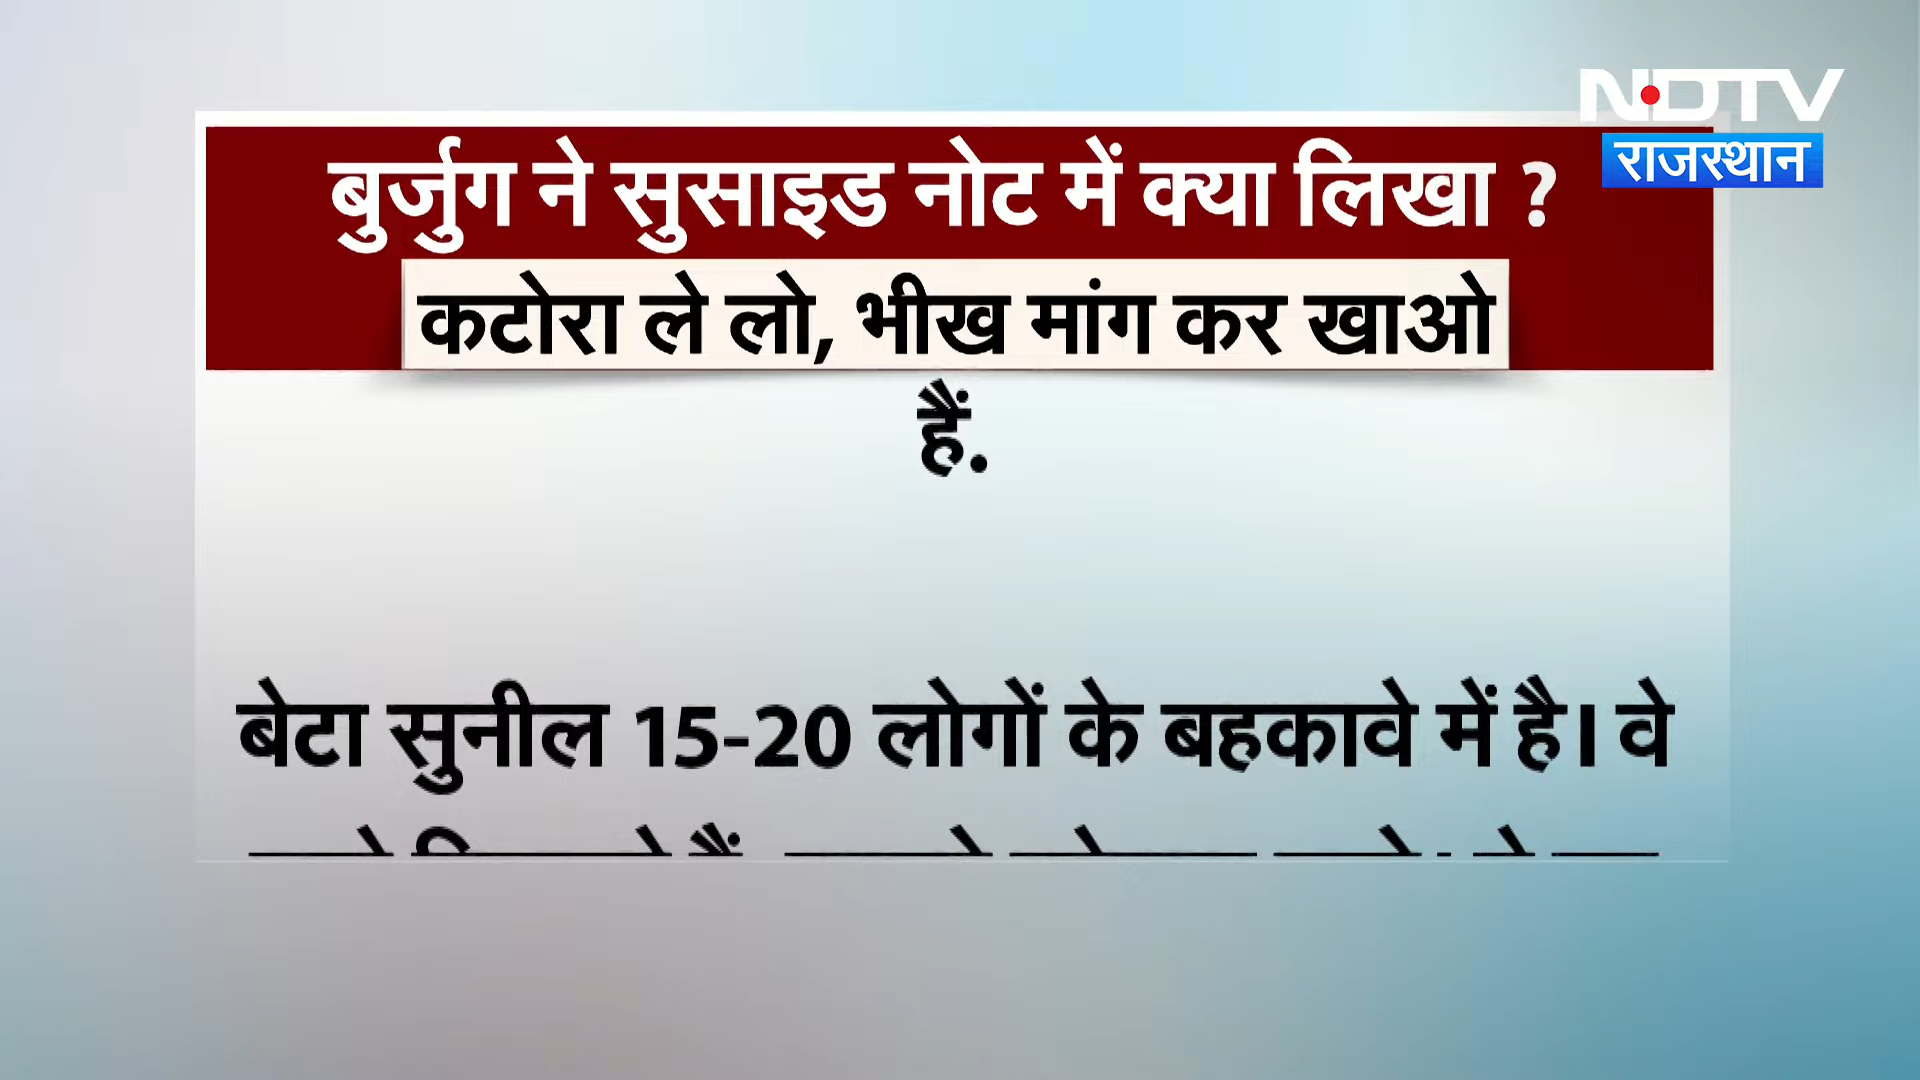 NDTV
राजस्थान
बुर्जुग ने सुसाइड नोट में क्या लिखा ?
कटोरा ले लो, भीख मांग कर खाओ
हैं.
बेटा सुनील 15-20 लोगों के बहकावे में है। वे